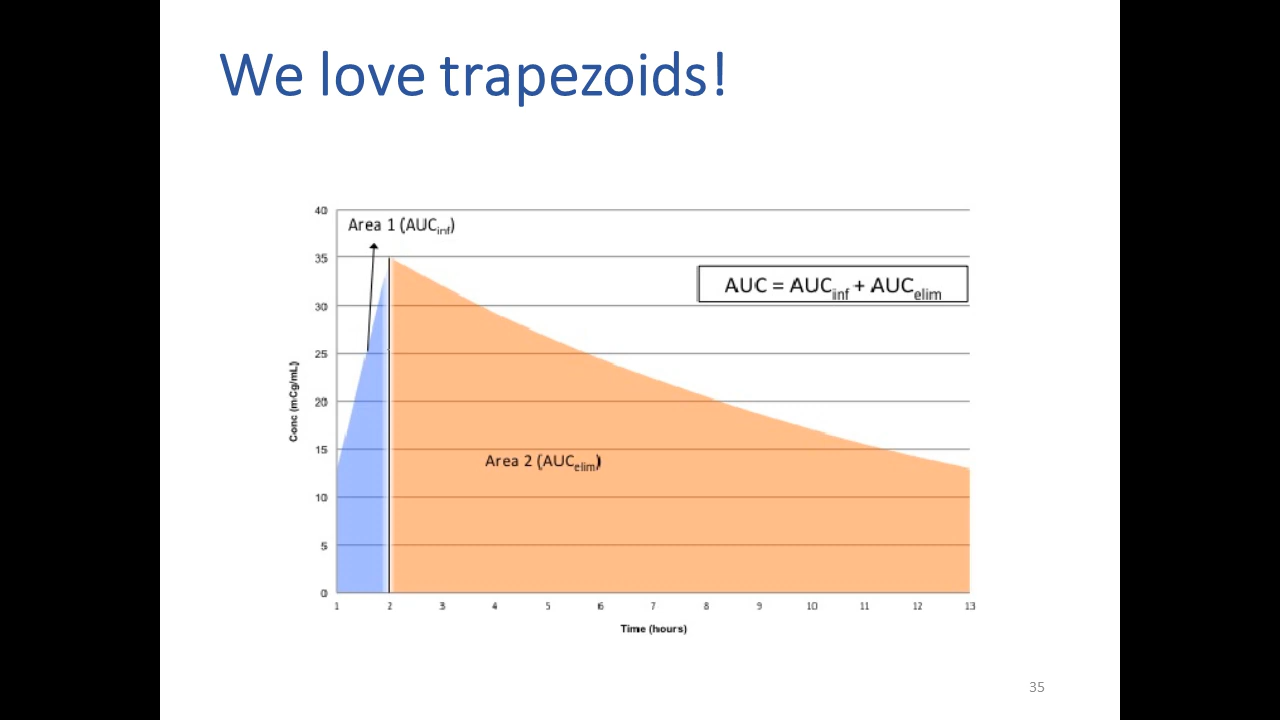 We love trapezoids!
40
Area 1 (AUCinf)
35
AUC = AUCinf + AUCelim
30
25
Conc (mCg/mL)
20
15
Area 2 (AUCelim)
10
5
0
1 2 3 4 5 6 7 8 9 10 11 12 13
Time (hours)
35